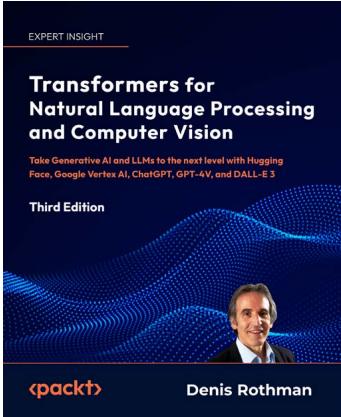 EXPERT INSIGHT
Transformers for
Natural Language Processing
and Computer Vision
Take Generative AI and LLMs to the next level with Hugging
Face, Google Vertex AI, ChatGPT, GPT-4V, and DALL-E 3
Third Edition
<packt>
Denis Rothman